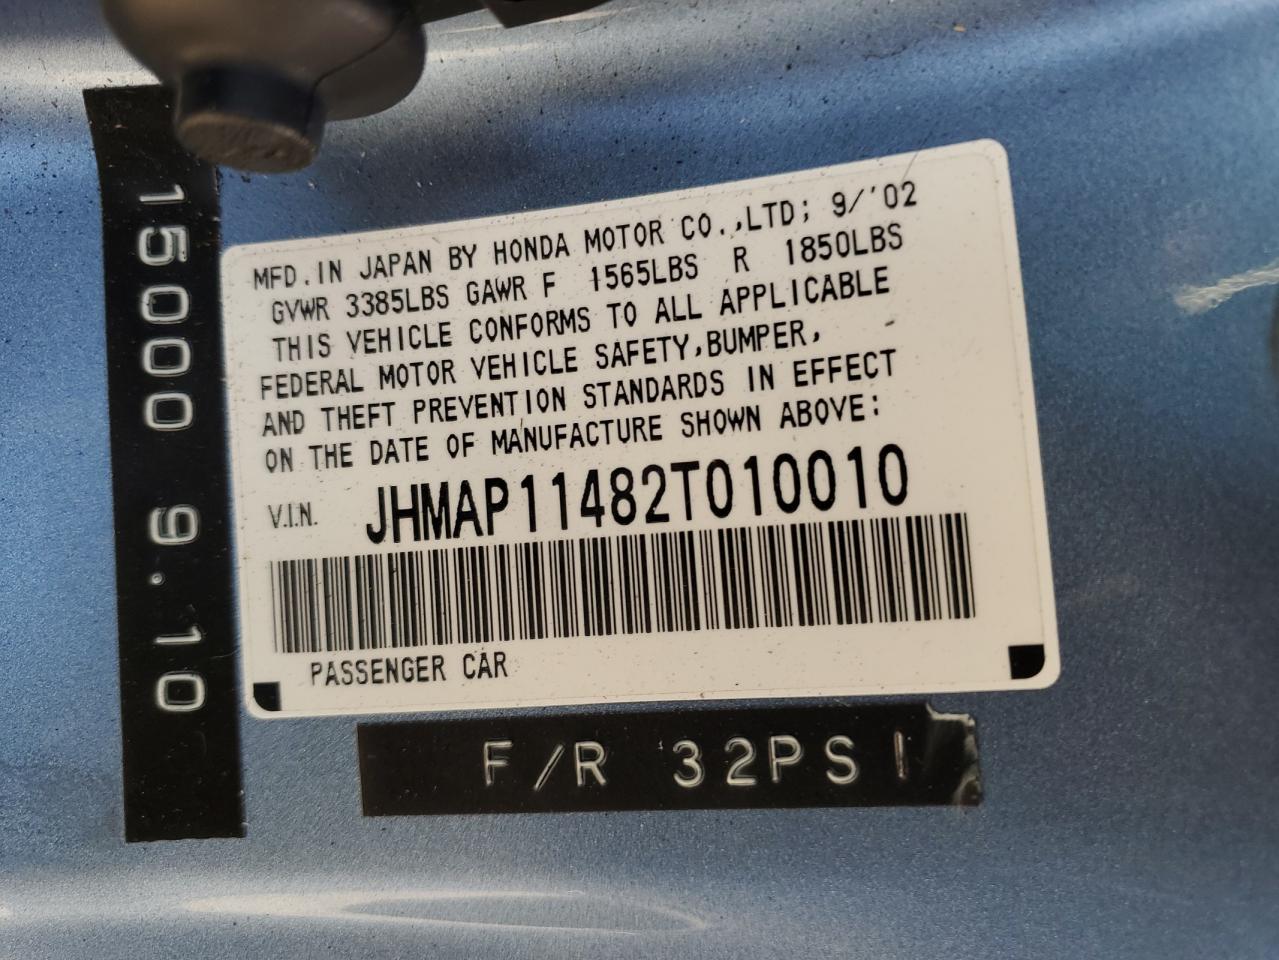 MFD.IN JAPAN BY HONDA MOTOR CO.,LTD; 9/'02
GVWR 3385LBS GAWR F 1565LBS R 1850LBS
THIS VEHICLE CONFORMS TO ALL APPLICABLE
FEDERAL MOTOR VEHICLE SAFETY,BUMPER,
AND THEFT PREVENTION STANDARDS IN EFFECT
ON THE DATE OF MANUFACTURE SHOWN ABOVE:
V.I.N. JHMAP11482T010010
PASSENGER CAR
F/R 32PSI
15000 9.10